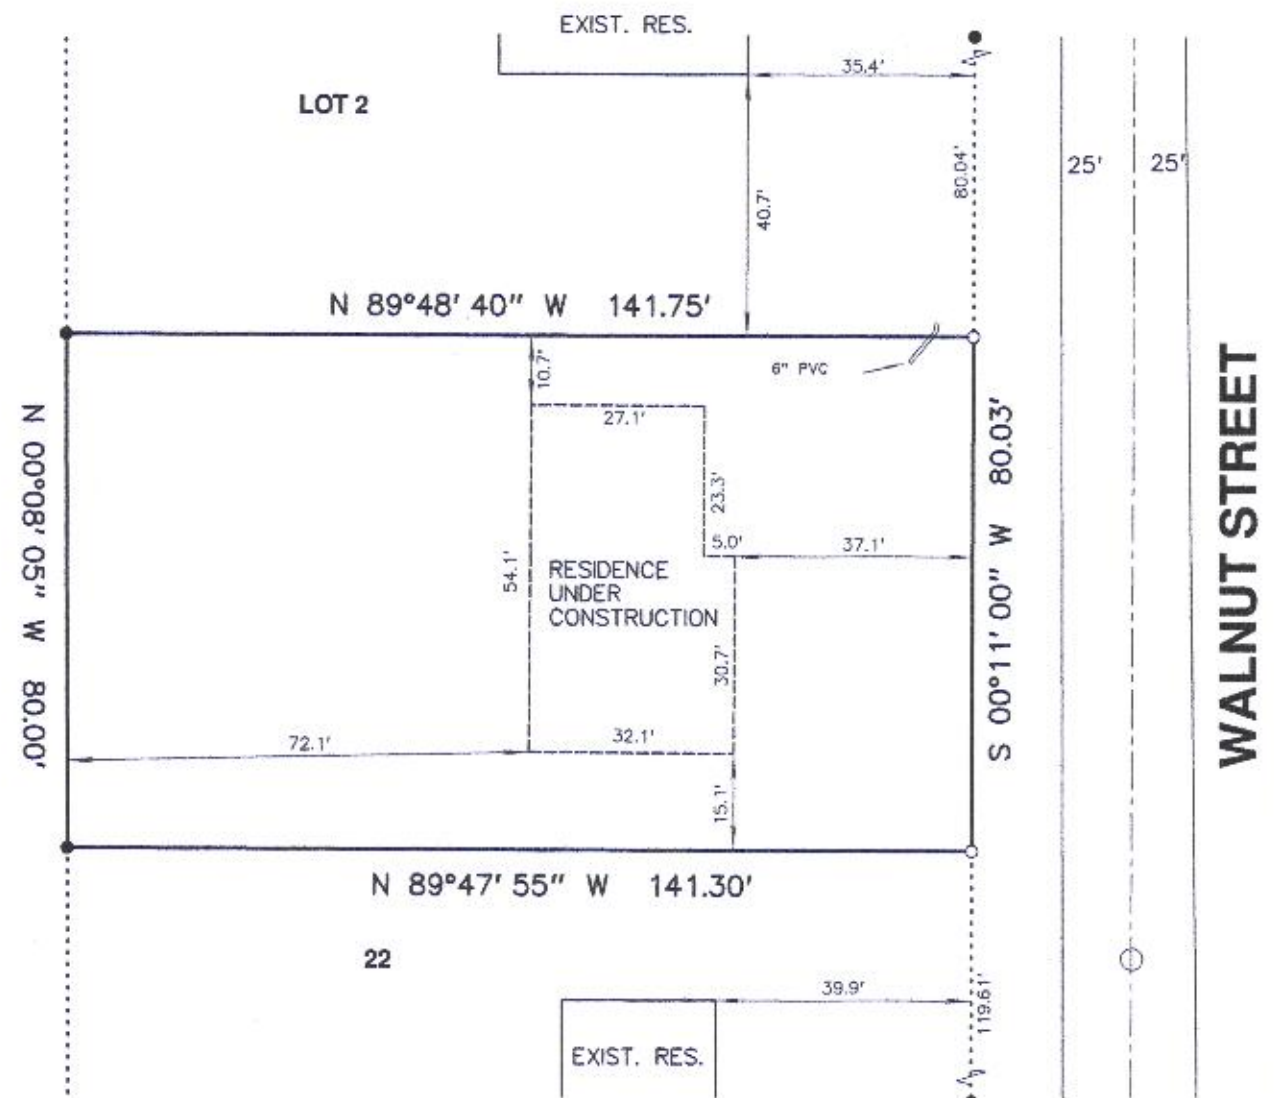 EXIST. RES.
35.4'
LOT 2
80.04'
25'
25'
40.7'
N 89°48' 40" W 141.75'
10.7'
6" PVC
27.1'
N 00°08' 05" W 80.00'
S 00°11' 00" W 80.03'
WALNUT STREET
23.3'
5.0'
37.1'
54.1'
RESIDENCE
UNDER
CONSTRUCTION
30.7'
72.1'
32.1'
15.1'
N 89°47' 55" W 141.30'
22
39.9'
119.61'
EXIST. RES.